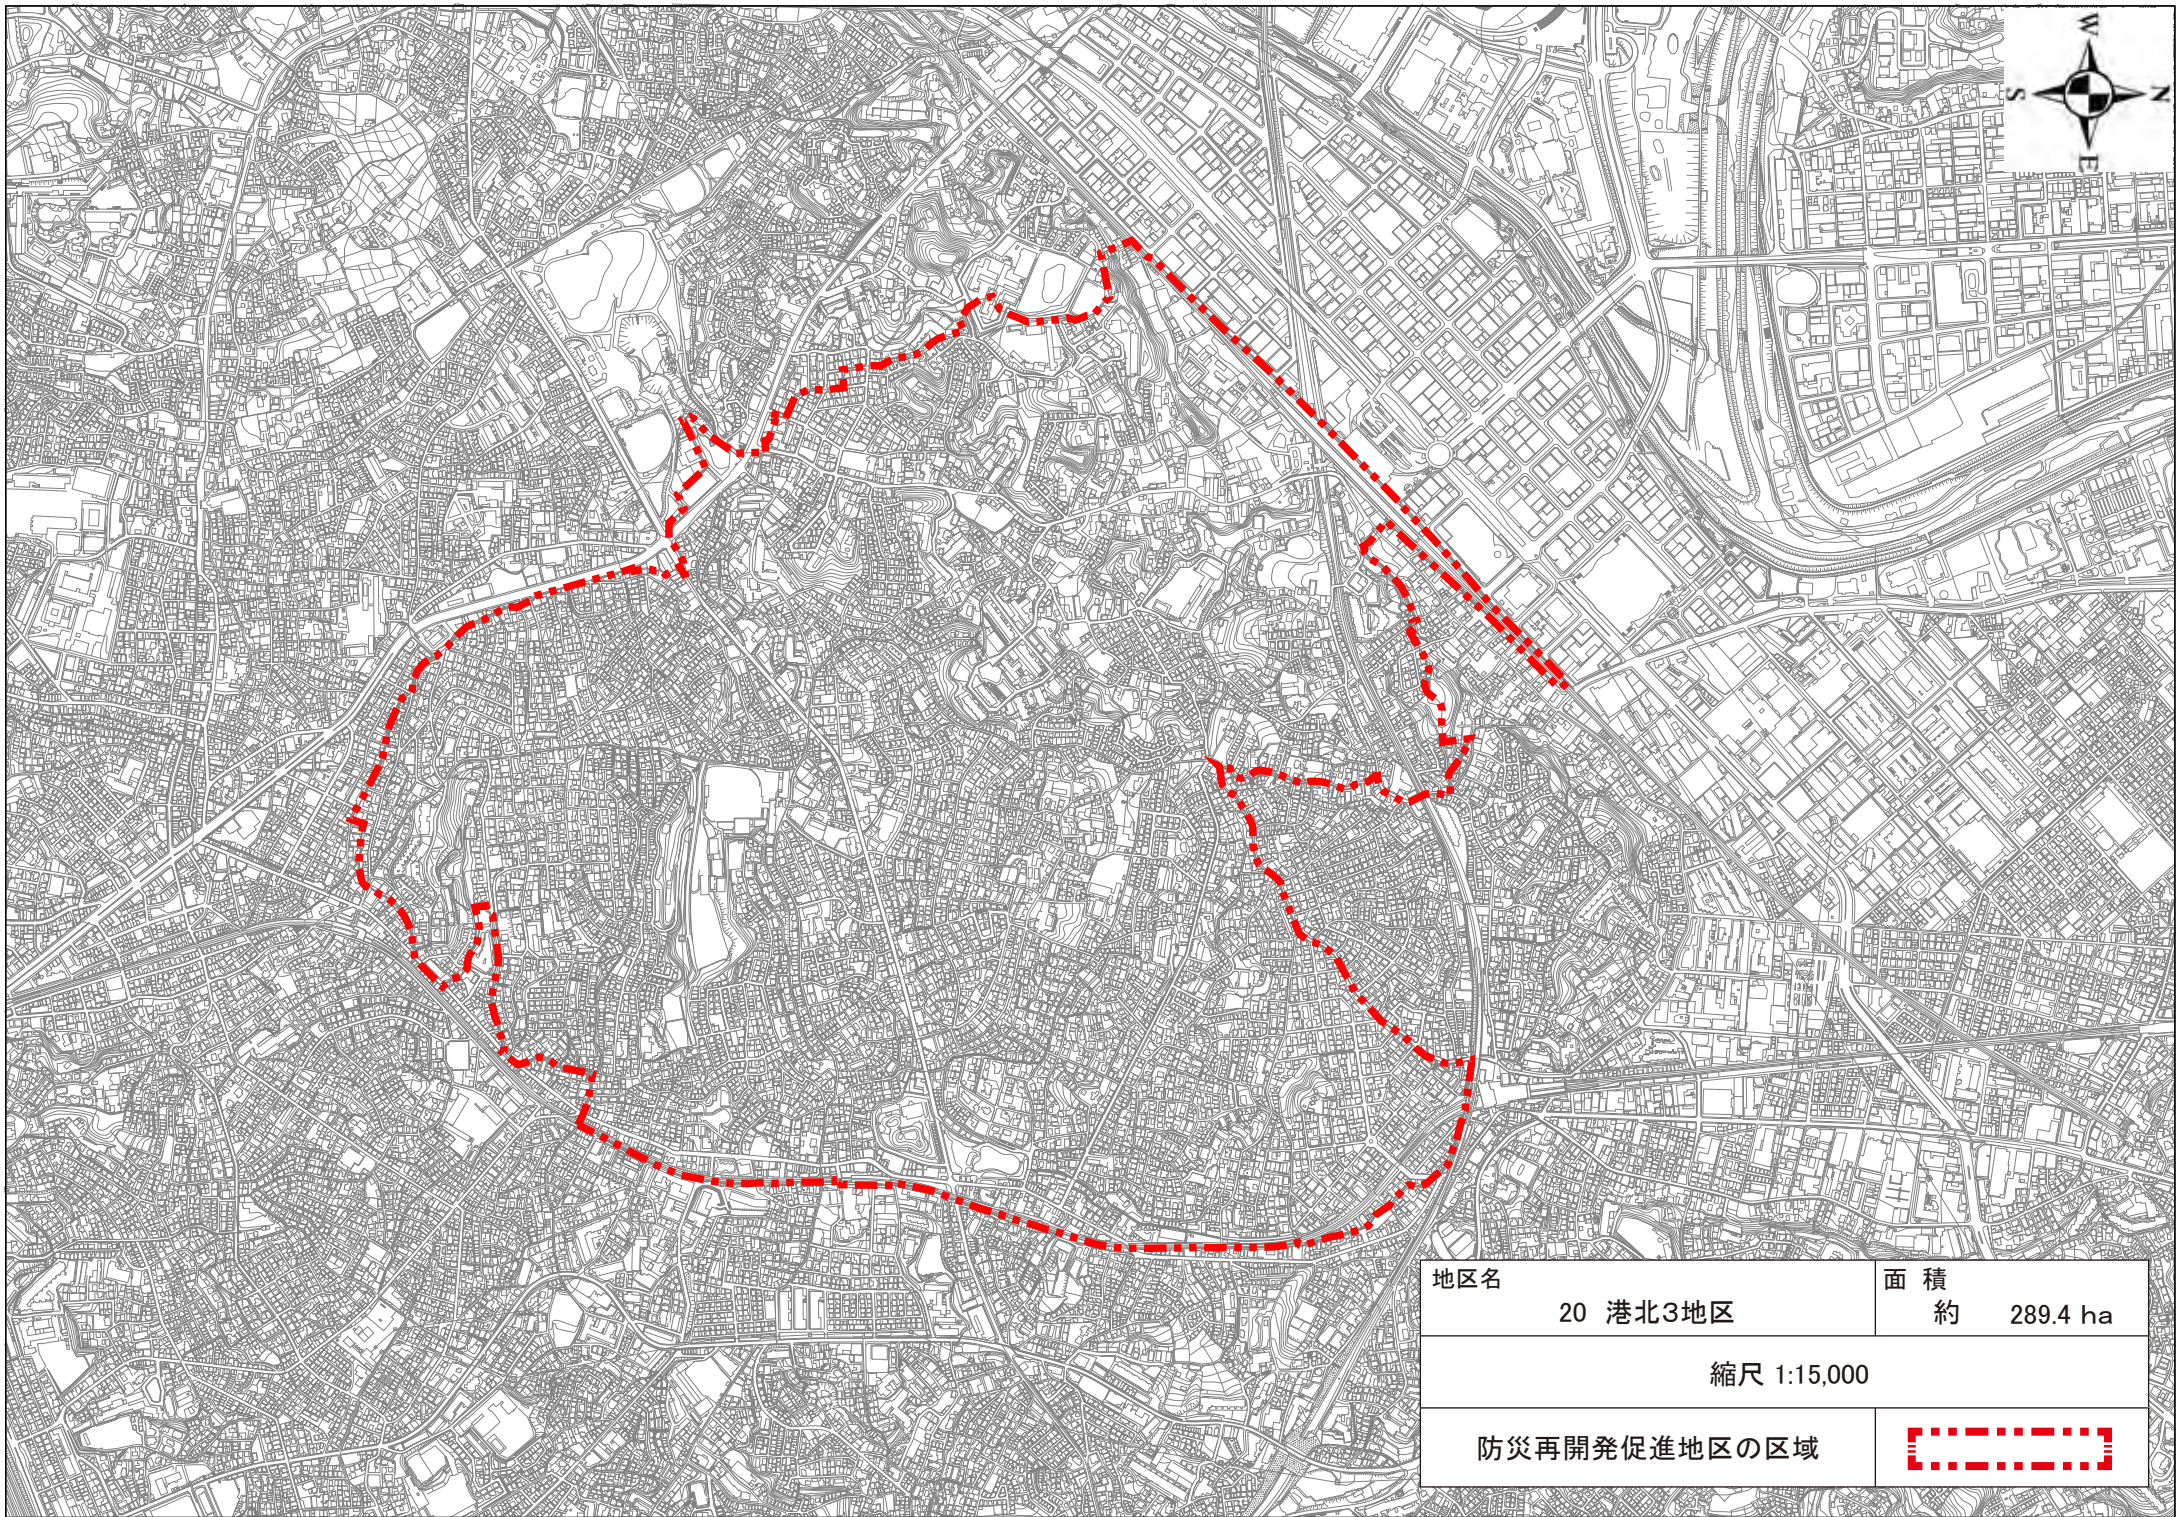 W
S N
E
地区名
20 港北3地区
面 積
約 289.4 ha
縮尺 1:15,000
防災再開発促進地区の区域